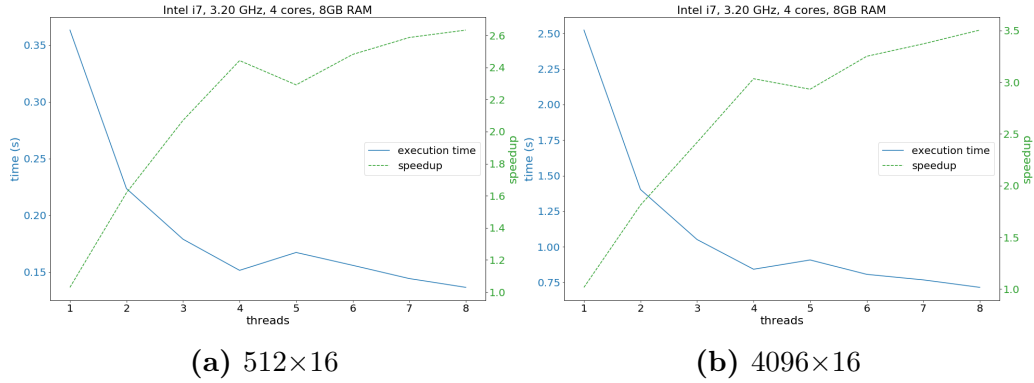 Intel i7, 3.20 GHz, 4 cores, 8GB RAM
time (s)
0.35
0.30
0.25
0.20
0.15
1 2 3 4 5 6 7 8
threads
2.6
2.4
2.2
2.0
1.8
1.6
1.4
1.2
1.0
speedup
execution time
speedup
(a) 512×16
Intel i7, 3.20 GHz, 4 cores, 8GB RAM
time (s)
2.50
2.25
2.00
1.75
1.50
1.25
1.00
0.75
1 2 3 4 5 6 7 8
threads
3.5
3.0
2.5
2.0
1.5
1.0
speedup
execution time
speedup
(b) 4096×16